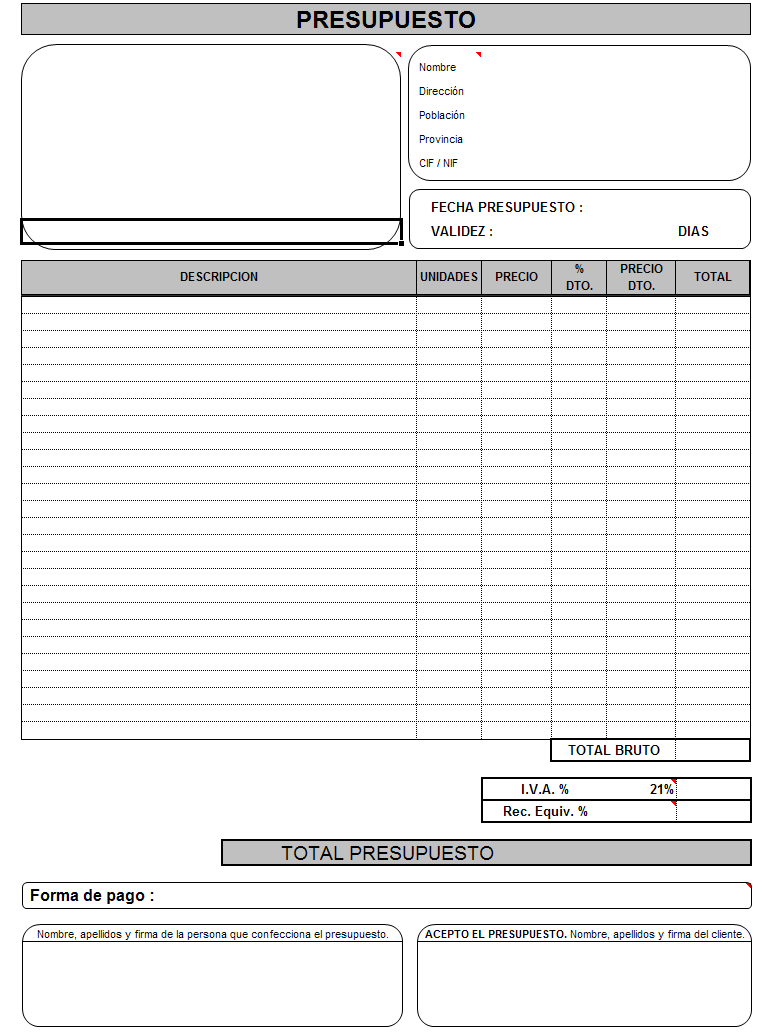 PRESUPUESTO
Nombre
Dirección
Población
Provincia
CIF / NIF
FECHA PRESUPUESTO :
VALIDEZ : DIAS
DESCRIPCION UNIDADES PRECIO % DTO. PRECIO DTO. TOTAL
TOTAL BRUTO
I.V.A. % 21%
Rec. Equiv. %
TOTAL PRESUPUESTO
Forma de pago :
Nombre, apellidos y firma de la persona que confecciona el presupuesto.
ACEPTO EL PRESUPUESTO. Nombre, apellidos y firma del cliente.